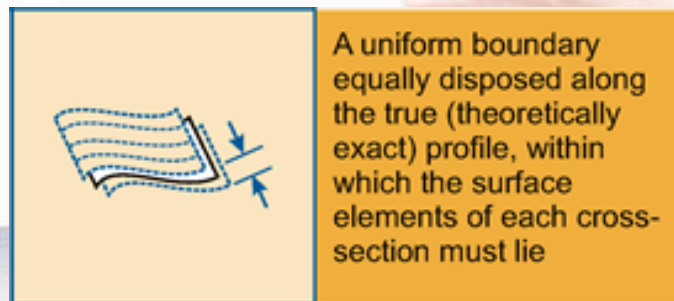 A uniform boundary
equally disposed along
the true (theoretically
exact) profile, within
which the surface
elements of each cross-
section must lie